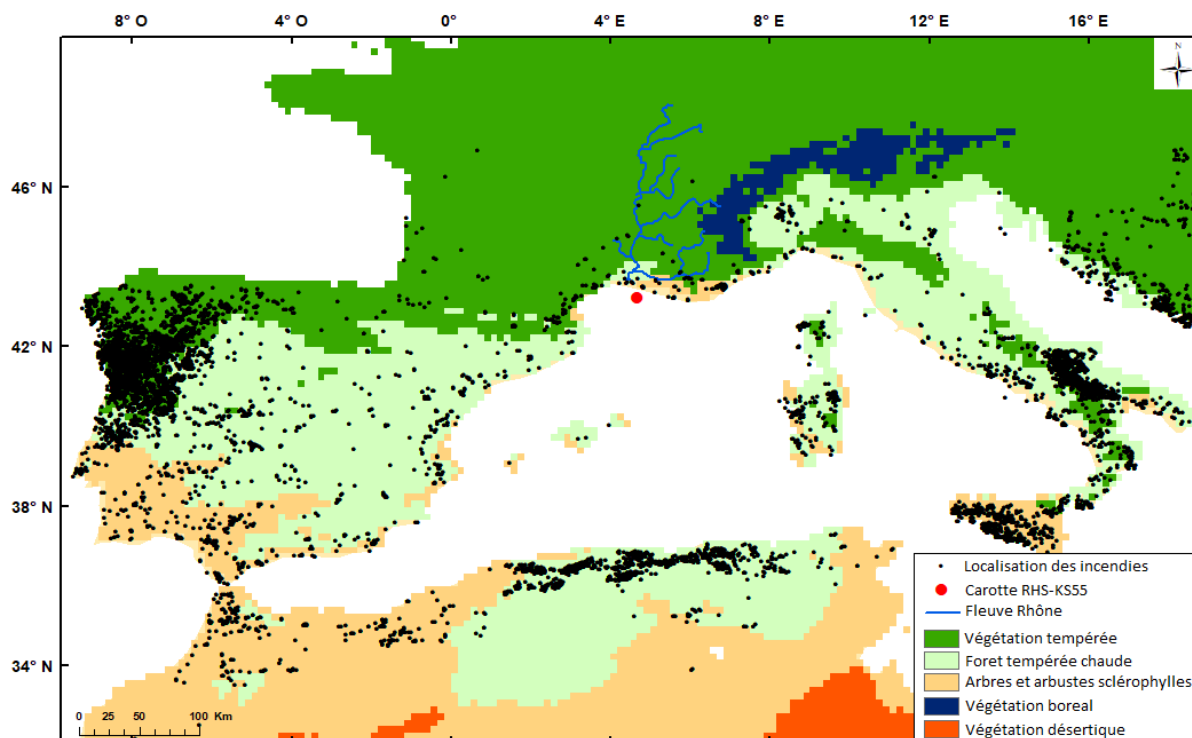 8° O 4° O 0° 4° E 8° E 12° E 16° E
N
46° N
42° N
38° N
34° N
0 25 50 100 Km
Localisation des incendies
Carotte RHS-KS55
Fleuve Rhône
Végétation tempérée
Foret tempérée chaude
Arbres et arbustes sclérophylles
Végétation boreal
Végétation désertique